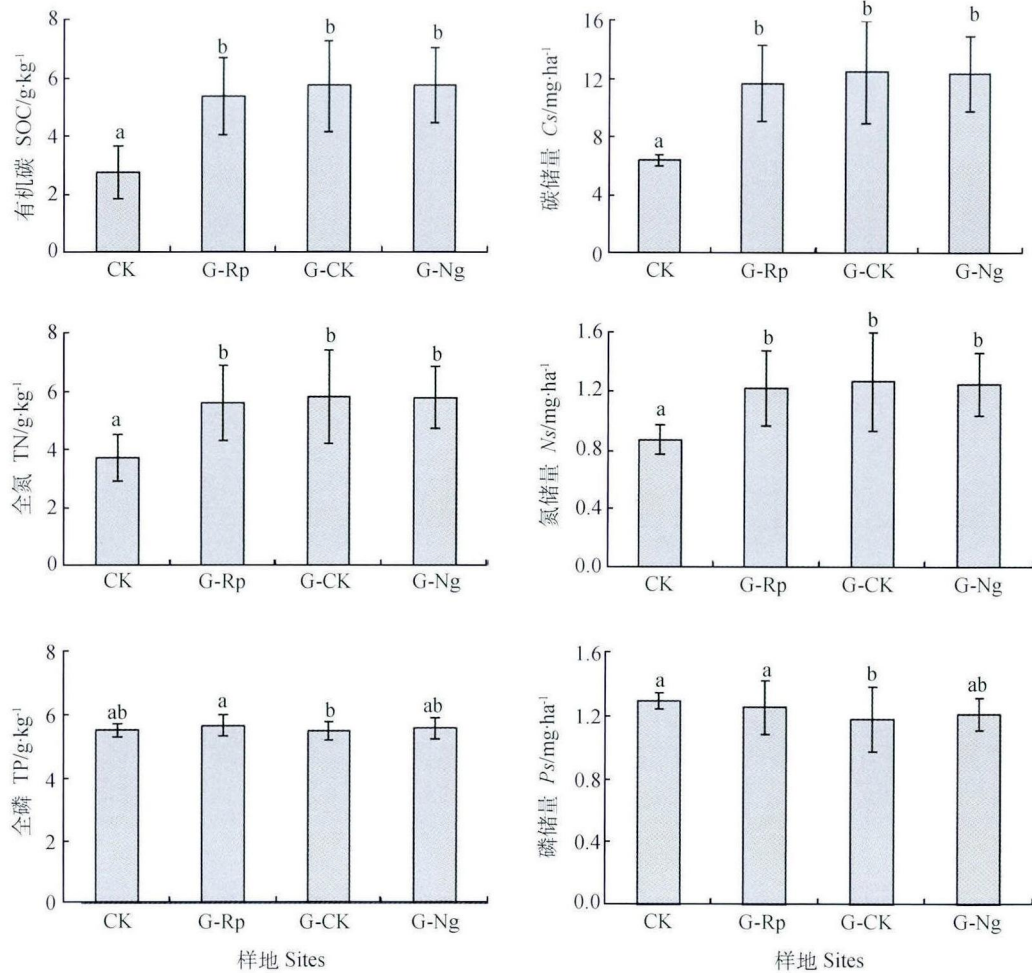 有机碳 SOC/g·kg⁻¹
8
6
4
2
0
a
b
b
b
CK
G-Rp
G-CK
G-Ng
碳储量 Cs/mg·ha⁻¹
16
12
8
4
0
a
b
b
b
CK
G-Rp
G-CK
G-Ng
全氮 TN/g·kg⁻¹
8
6
4
2
0
a
b
b
b
CK
G-Rp
G-CK
G-Ng
氮储量 Ns/mg·ha⁻¹
1.6
1.2
0.8
0.4
0.0
a
b
b
b
CK
G-Rp
G-CK
G-Ng
全磷 TP/g·kg⁻¹
8
6
4
2
0
ab
a
b
ab
CK
G-Rp
G-CK
G-Ng
样地 Sites
磷储量 Ps/mg·ha⁻¹
1.6
1.2
0.8
0.4
0.0
a
a
b
ab
CK
G-Rp
G-CK
G-Ng
样地 Sites